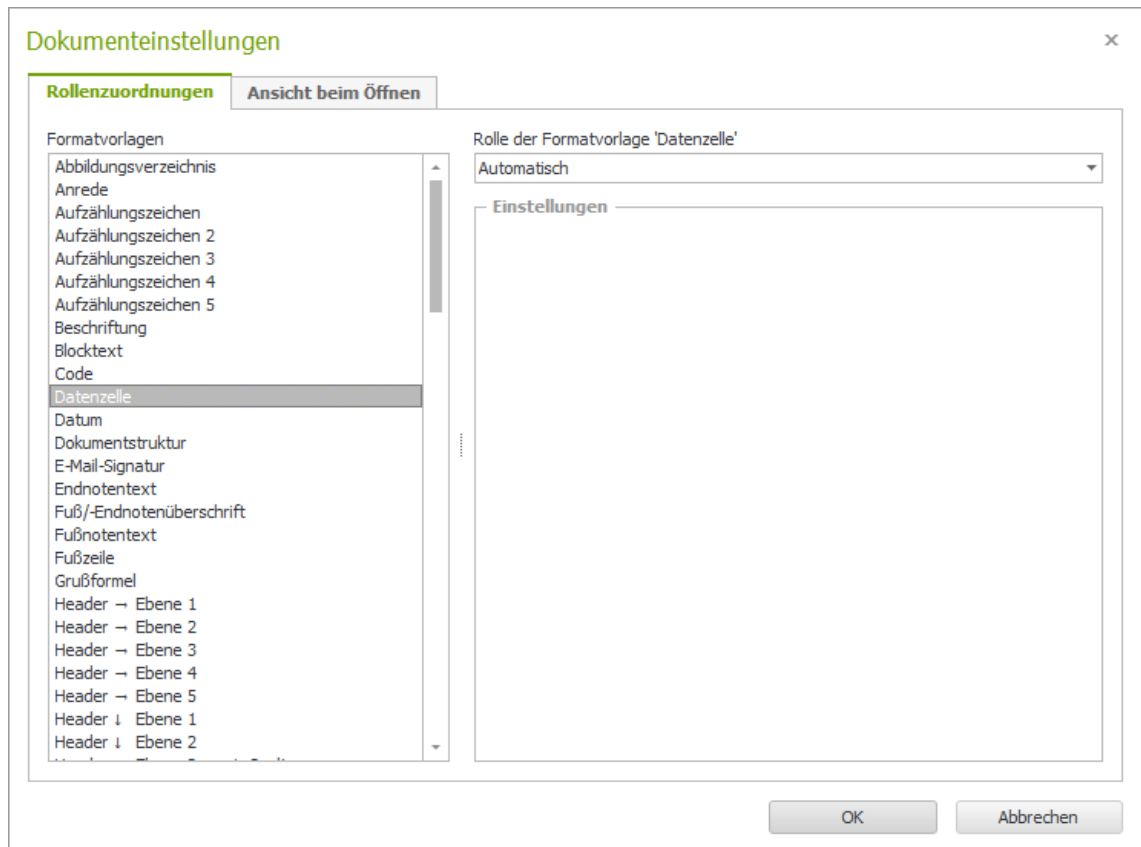 Dokumenteinstellungen
Rollenzuordnungen
Ansicht beim Öffnen
Formatvorlagen
Abbildungsverzeichnis
Anrede
Aufzählungszeichen
Aufzählungszeichen 2
Aufzählungszeichen 3
Aufzählungszeichen 4
Aufzählungszeichen 5
Beschriftung
Blocktext
Code
Datenzelle
Datum
Dokumentstruktur
E-Mail-Signatur
Endnotentext
Fuß/-Endnotenüberschrift
Fußnotentext
Fußzeile
Grußformel
Header → Ebene 1
Header → Ebene 2
Header → Ebene 3
Header → Ebene 4
Header → Ebene 5
Header ↓ Ebene 1
Header ↓ Ebene 2
Rolle der Formatvorlage 'Datenzelle'
Automatisch
Einstellungen
OK
Abbrechen